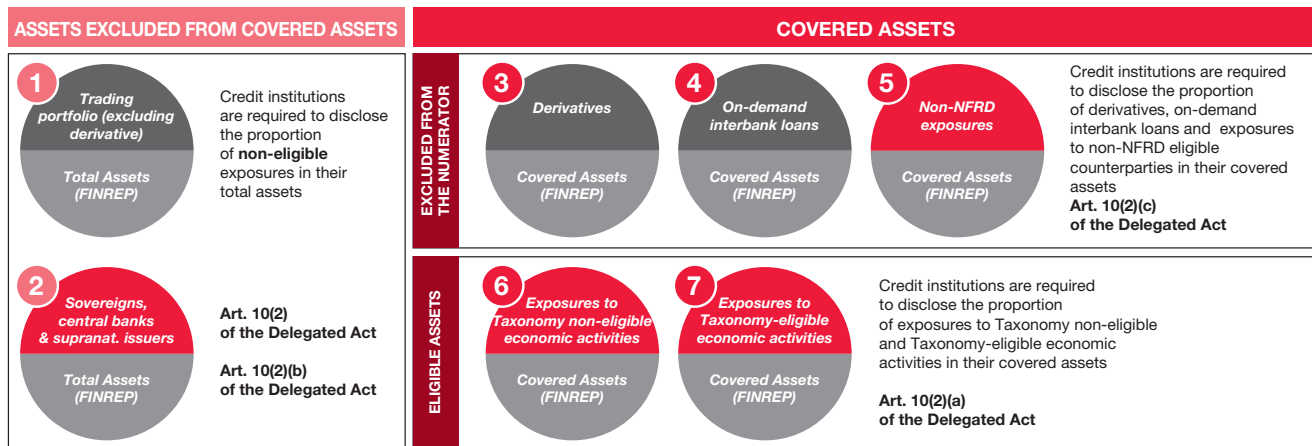 ASSETS EXCLUDED FROM COVERED ASSETS
1
Trading
portfolio (excluding
derivative)
Total Assets
(FINREP)
Credit institutions
are required to disclose
the proportion
of non-eligible
exposures in their
total assets
2
Sovereigns,
central banks
& supranat. issuers
Total Assets
(FINREP)
Art. 10(2)
of the Delegated Act
Art. 10(2)(b)
of the Delegated Act
COVERED ASSETS
EXCLUDED FROM
THE NUMERATOR
3
Derivatives
Covered Assets
(FINREP)
4
On-demand
interbank loans
Covered Assets
(FINREP)
5
Non-NFRD
exposures
Covered Assets
(FINREP)
Credit institutions are required
to disclose the proportion
of derivatives, on-demand
interbank loans and exposures
to non-NFRD eligible
counterparties in their covered
assets
Art. 10(2)(c)
of the Delegated Act
ELIGIBLE ASSETS
6
Exposures to
Taxonomy non-eligible
economic activities
Covered Assets
(FINREP)
7
Exposures to
Taxonomy-eligible
economic activities
Covered Assets
(FINREP)
Credit institutions are required
to disclose the proportion
of exposures to Taxonomy non-eligible
and Taxonomy-eligible economic
activities in their covered assets
Art. 10(2)(a)
of the Delegated Act